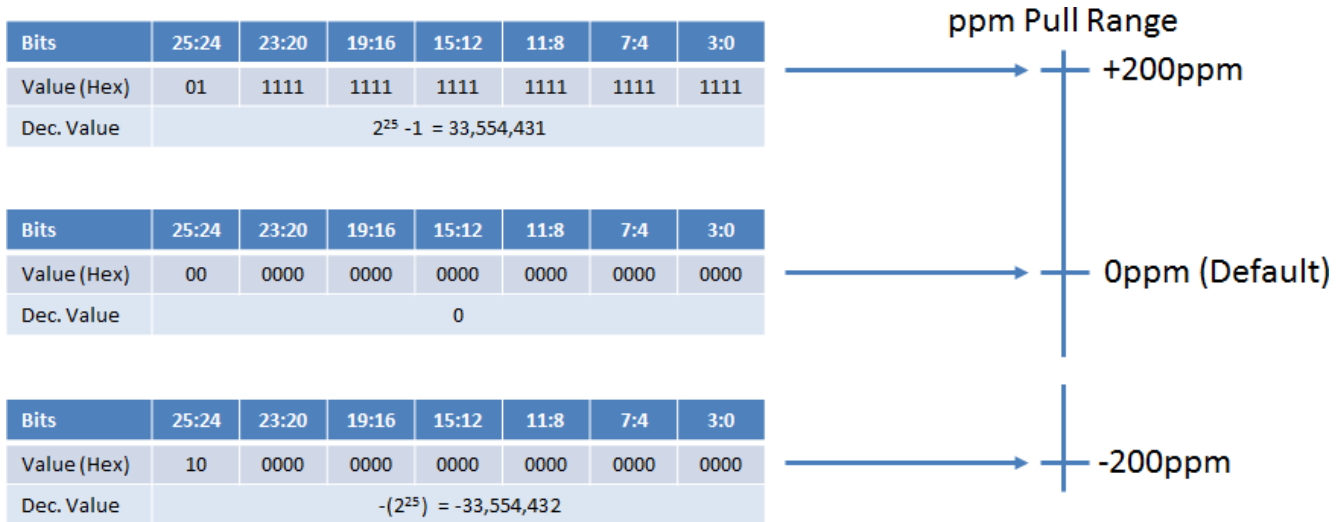 ppm Pull Range
Bits 25:24 23:20 19:16 15:12 11:8 7:4 3:0
Value (Hex) 01 1111 1111 1111 1111 1111 1111
+200ppm
Dec. Value 2²⁵ -1 = 33,554,431
Bits 25:24 23:20 19:16 15:12 11:8 7:4 3:0
Value (Hex) 00 0000 0000 0000 0000 0000 0000
0ppm (Default)
Dec. Value 0
Bits 25:24 23:20 19:16 15:12 11:8 7:4 3:0
Value (Hex) 10 0000 0000 0000 0000 0000 0000
-200ppm
Dec. Value -(2²⁵) = -33,554,432